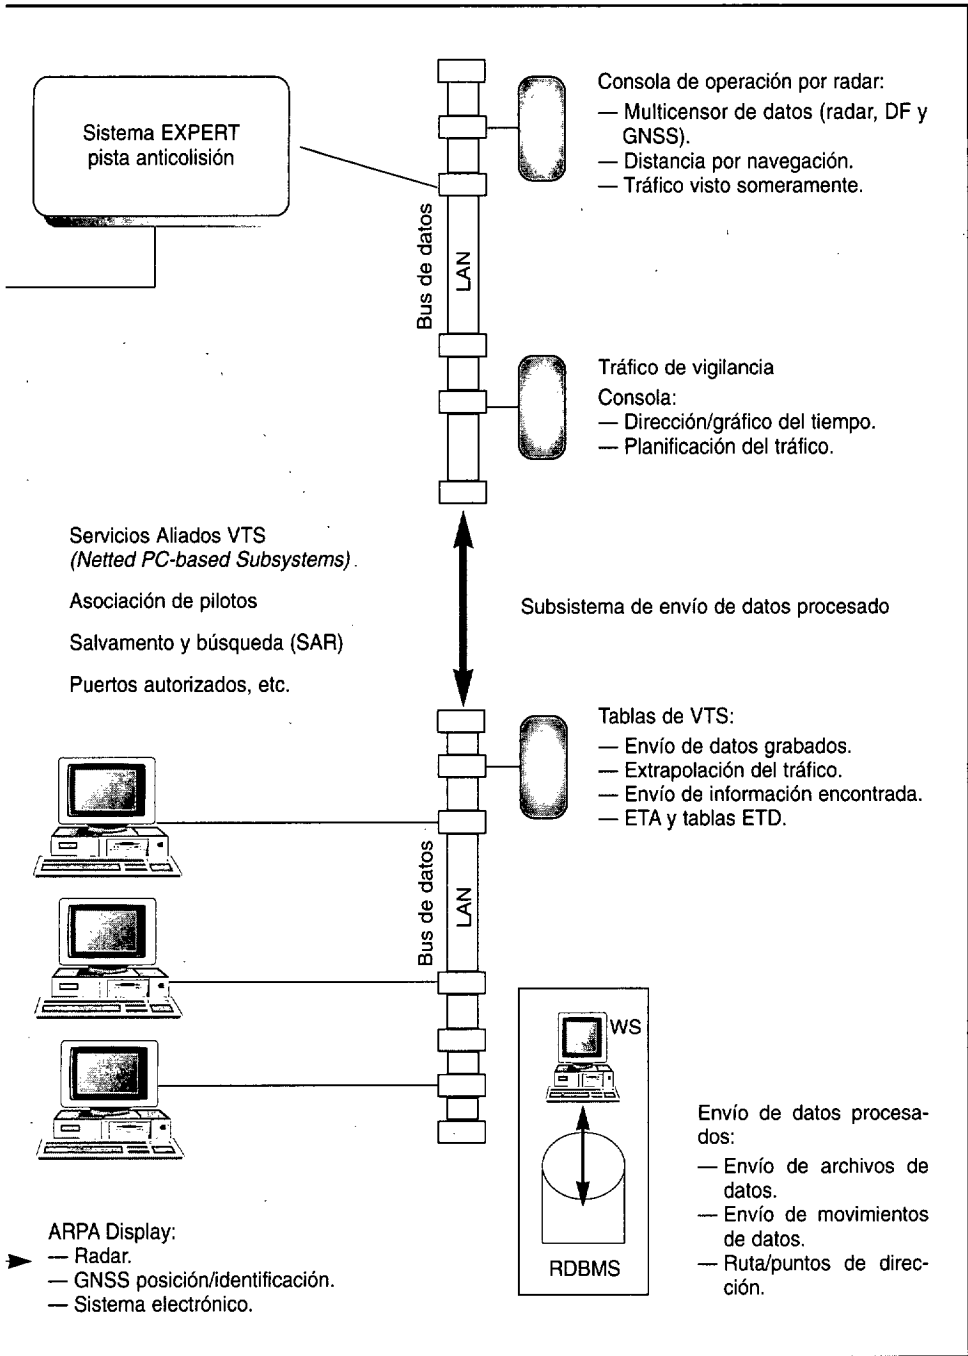 Sistema EXPERT
pista anticolisión
Bus de datos
LAN
Consola de operación por radar:
— Multicensor de datos (radar, DF y
GNSS).
— Distancia por navegación.
— Tráfico visto someramente.
Tráfico de vigilancia
Consola:
— Dirección/gráfico del tiempo.
— Planificación del tráfico.
Servicios Aliados VTS
(Netted PC-based Subsystems).
Asociación de pilotos
Salvamento y búsqueda (SAR)
Puertos autorizados, etc.
Subsistema de envío de datos procesado
Tablas de VTS:
— Envío de datos grabados.
— Extrapolación del tráfico.
— Envío de información encontrada.
— ETA y tablas ETD.
Bus de datos
LAN
WS
RDBMS
Envío de datos procesa-
dos:
— Envío de archivos de
datos.
— Envío de movimientos
de datos.
— Ruta/puntos de direc-
ción.
ARPA Display:
— Radar.
— GNSS posición/identificación.
— Sistema electrónico.